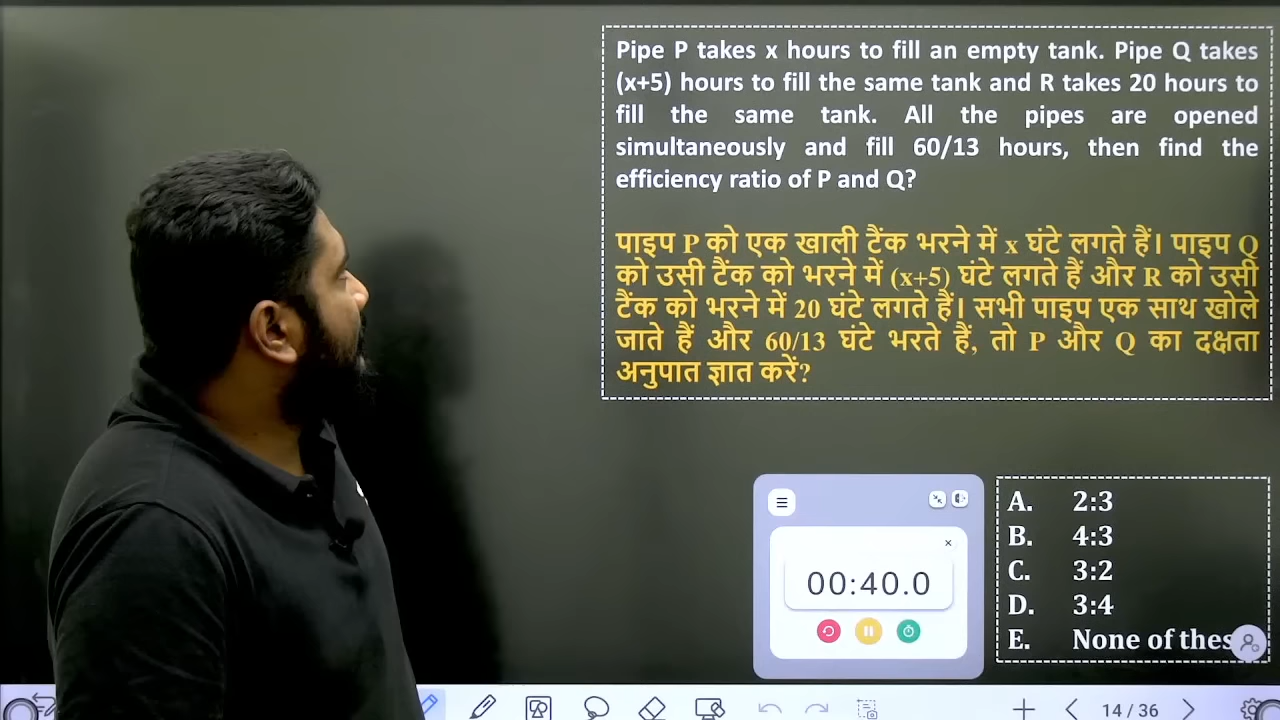 Pipe P takes x hours to fill an empty tank. Pipe Q takes
(x+5) hours to fill the same tank and R takes 20 hours to
fill the same tank. All the pipes are opened
simultaneously and fill 60/13 hours, then find the
efficiency ratio of P and Q?
पाइप P को एक खाली टैंक भरने में x घंटे लगते हैं। पाइप Q
को उसी टैंक को भरने में (x+5) घंटे लगते हैं और R को उसी
टैंक को भरने में 20 घंटे लगते हैं। सभी पाइप एक साथ खोले
जाते हैं और 60/13 घंटे भरते हैं, तो P और Q का दक्षता
अनुपात ज्ञात करें?
00:40.0
A. 2:3
B. 4:3
C. 3:2
D. 3:4
E. None of thes
14 / 36